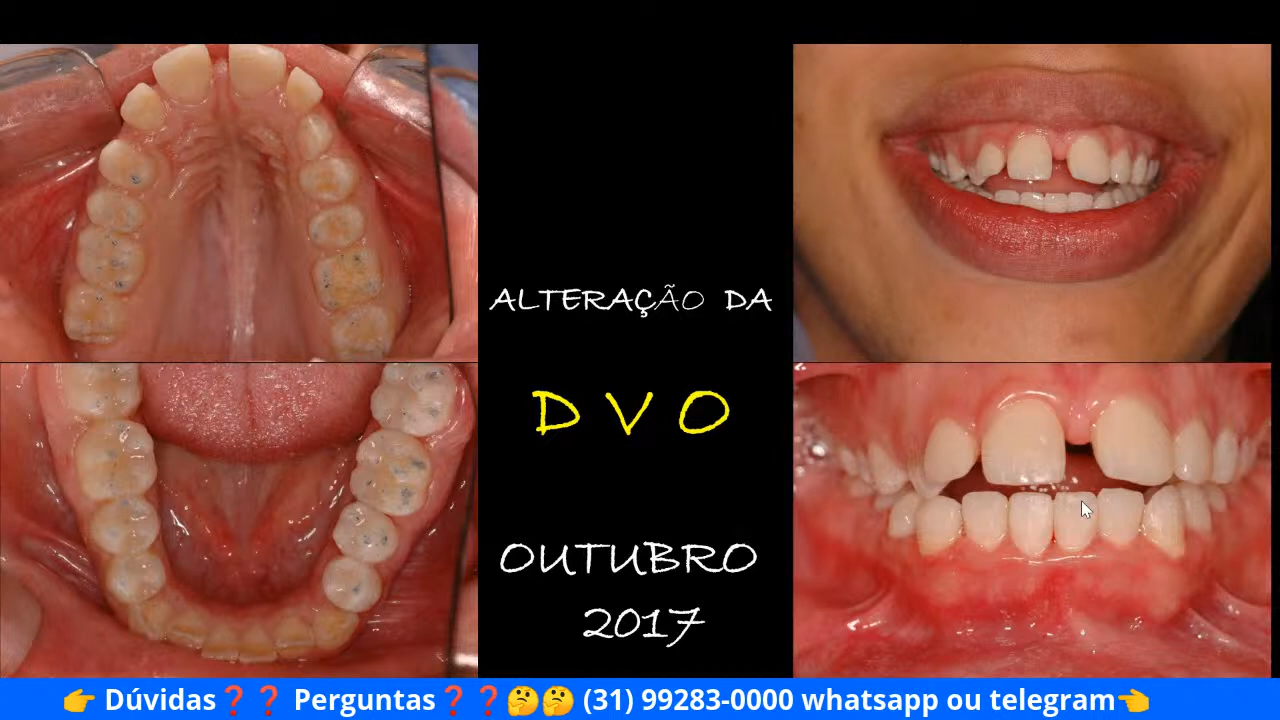 ALTERAÇÃO DA
D V O
OUTUBRO
2017
👉 Dúvidas❓❓ Perguntas❓❓🤔🤔 (31) 99283-0000 whatsapp ou telegram👈